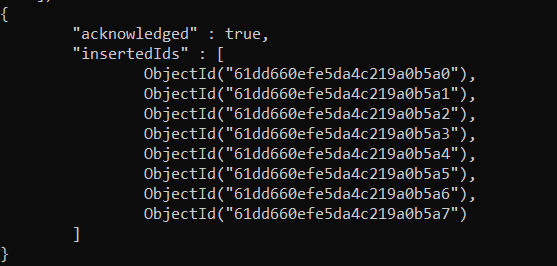 {
"acknowledged" : true,
"insertedIds" : [
ObjectId("61dd660efe5da4c219a0b5a0"),
ObjectId("61dd660efe5da4c219a0b5a1"),
ObjectId("61dd660efe5da4c219a0b5a2"),
ObjectId("61dd660efe5da4c219a0b5a3"),
ObjectId("61dd660efe5da4c219a0b5a4"),
ObjectId("61dd660efe5da4c219a0b5a5"),
ObjectId("61dd660efe5da4c219a0b5a6"),
ObjectId("61dd660efe5da4c219a0b5a7")
]
}